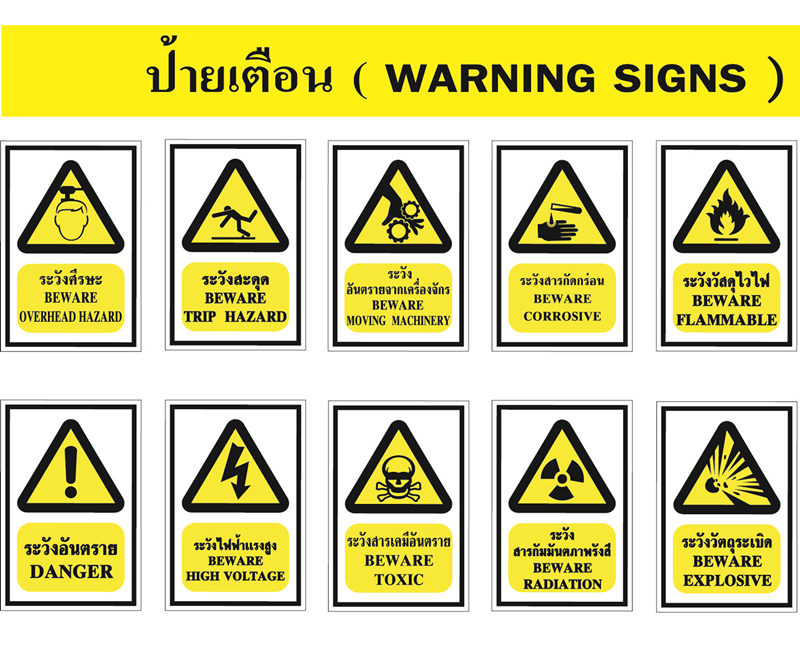 ป้ายเตือน ( WARNING SIGNS )
ระวังศีรษะ
BEWARE
OVERHEAD HAZARD
ระวังสะดุด
BEWARE
TRIP HAZARD
ระวัง
อันตรายจากเครื่องจักร
BEWARE
MOVING MACHINERY
ระวังสารกัดกร่อน
BEWARE
CORROSIVE
ระวังวัสดุไวไฟ
BEWARE
FLAMMABLE
ระวังอันตราย
DANGER
ระวังไฟฟ้าแรงสูง
BEWARE
HIGH VOLTAGE
ระวังสารเคมีอันตราย
BEWARE
TOXIC
ระวัง
สารกัมมันตภาพรังสี
BEWARE
RADIATION
ระวังวัตถุระเบิด
BEWARE
EXPLOSIVE